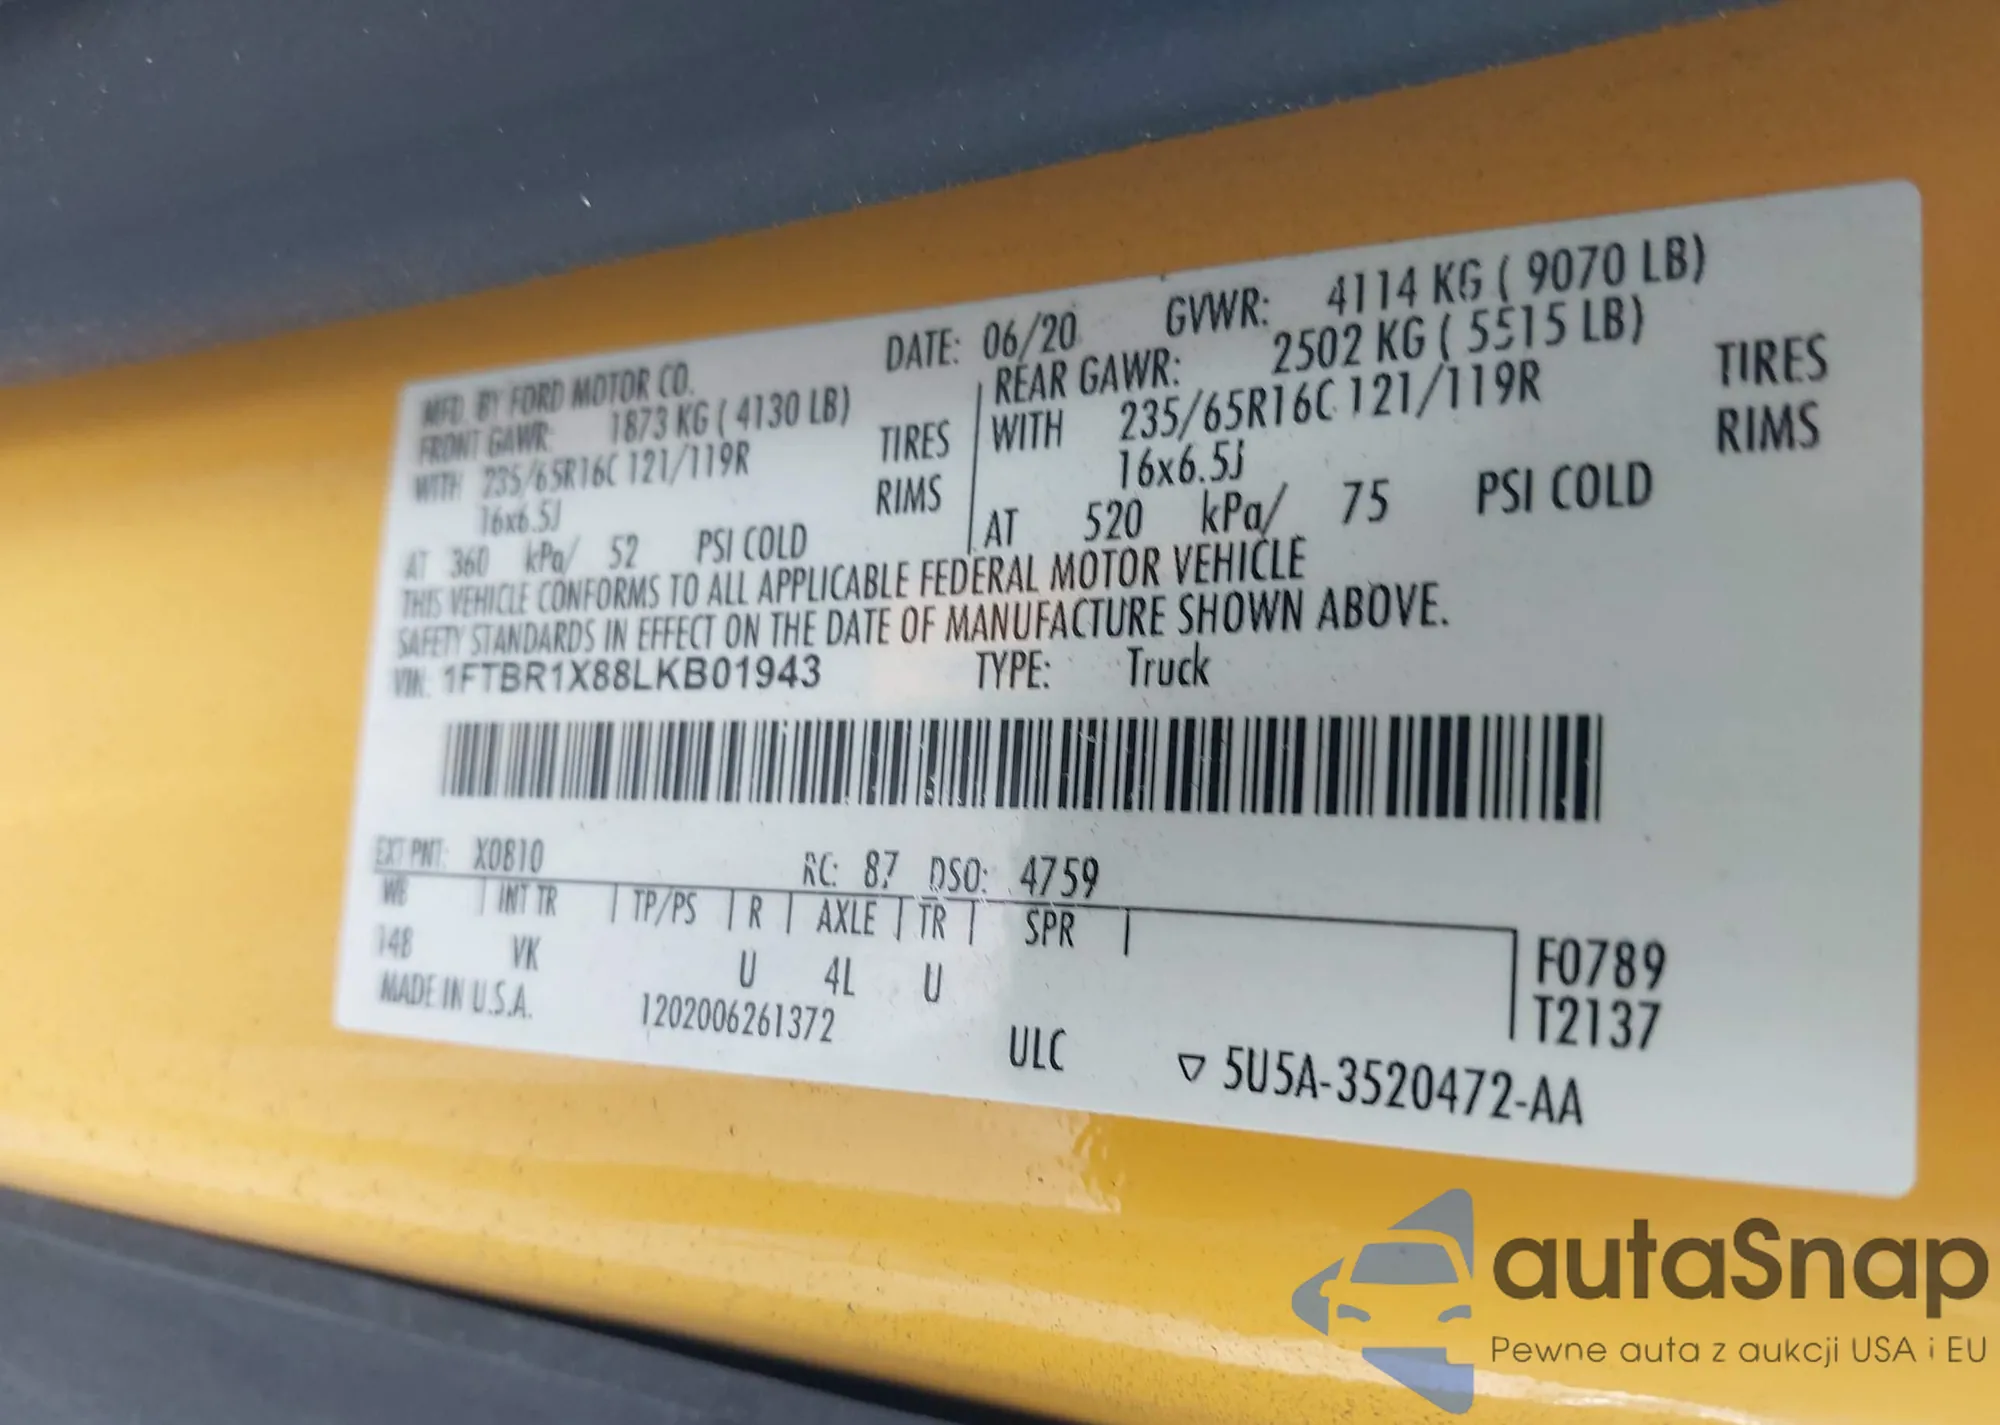 MFD. BY FORD MOTOR CO. DATE: 06/20 GVWR: 4114 KG ( 9070 LB)
FRONT GAWR: 1873 KG ( 4130 LB) REAR GAWR: 2502 KG ( 5515 LB)
WITH 235/65R16C 121/119R TIRES WITH 235/65R16C 121/119R TIRES
16x6.5J RIMS 16x6.5J RIMS
AT 360 kPa/ 52 PSI COLD AT 520 kPa/ 75 PSI COLD
THIS VEHICLE CONFORMS TO ALL APPLICABLE FEDERAL MOTOR VEHICLE
SAFETY STANDARDS IN EFFECT ON THE DATE OF MANUFACTURE SHOWN ABOVE.
VIN: 1FTBR1X88LKB01943 TYPE: Truck
EXT PNT: X0810 RC: 87 DSO: 4759
WB INT TR TP/PS R AXLE TR SPR
148 VK U 4L U F0789
T2137
MADE IN U.S.A. 1202006261372 ULC ▽ 5U5A-3520472-AA
autaSnap
Pewne auta z aukcji USA i EU